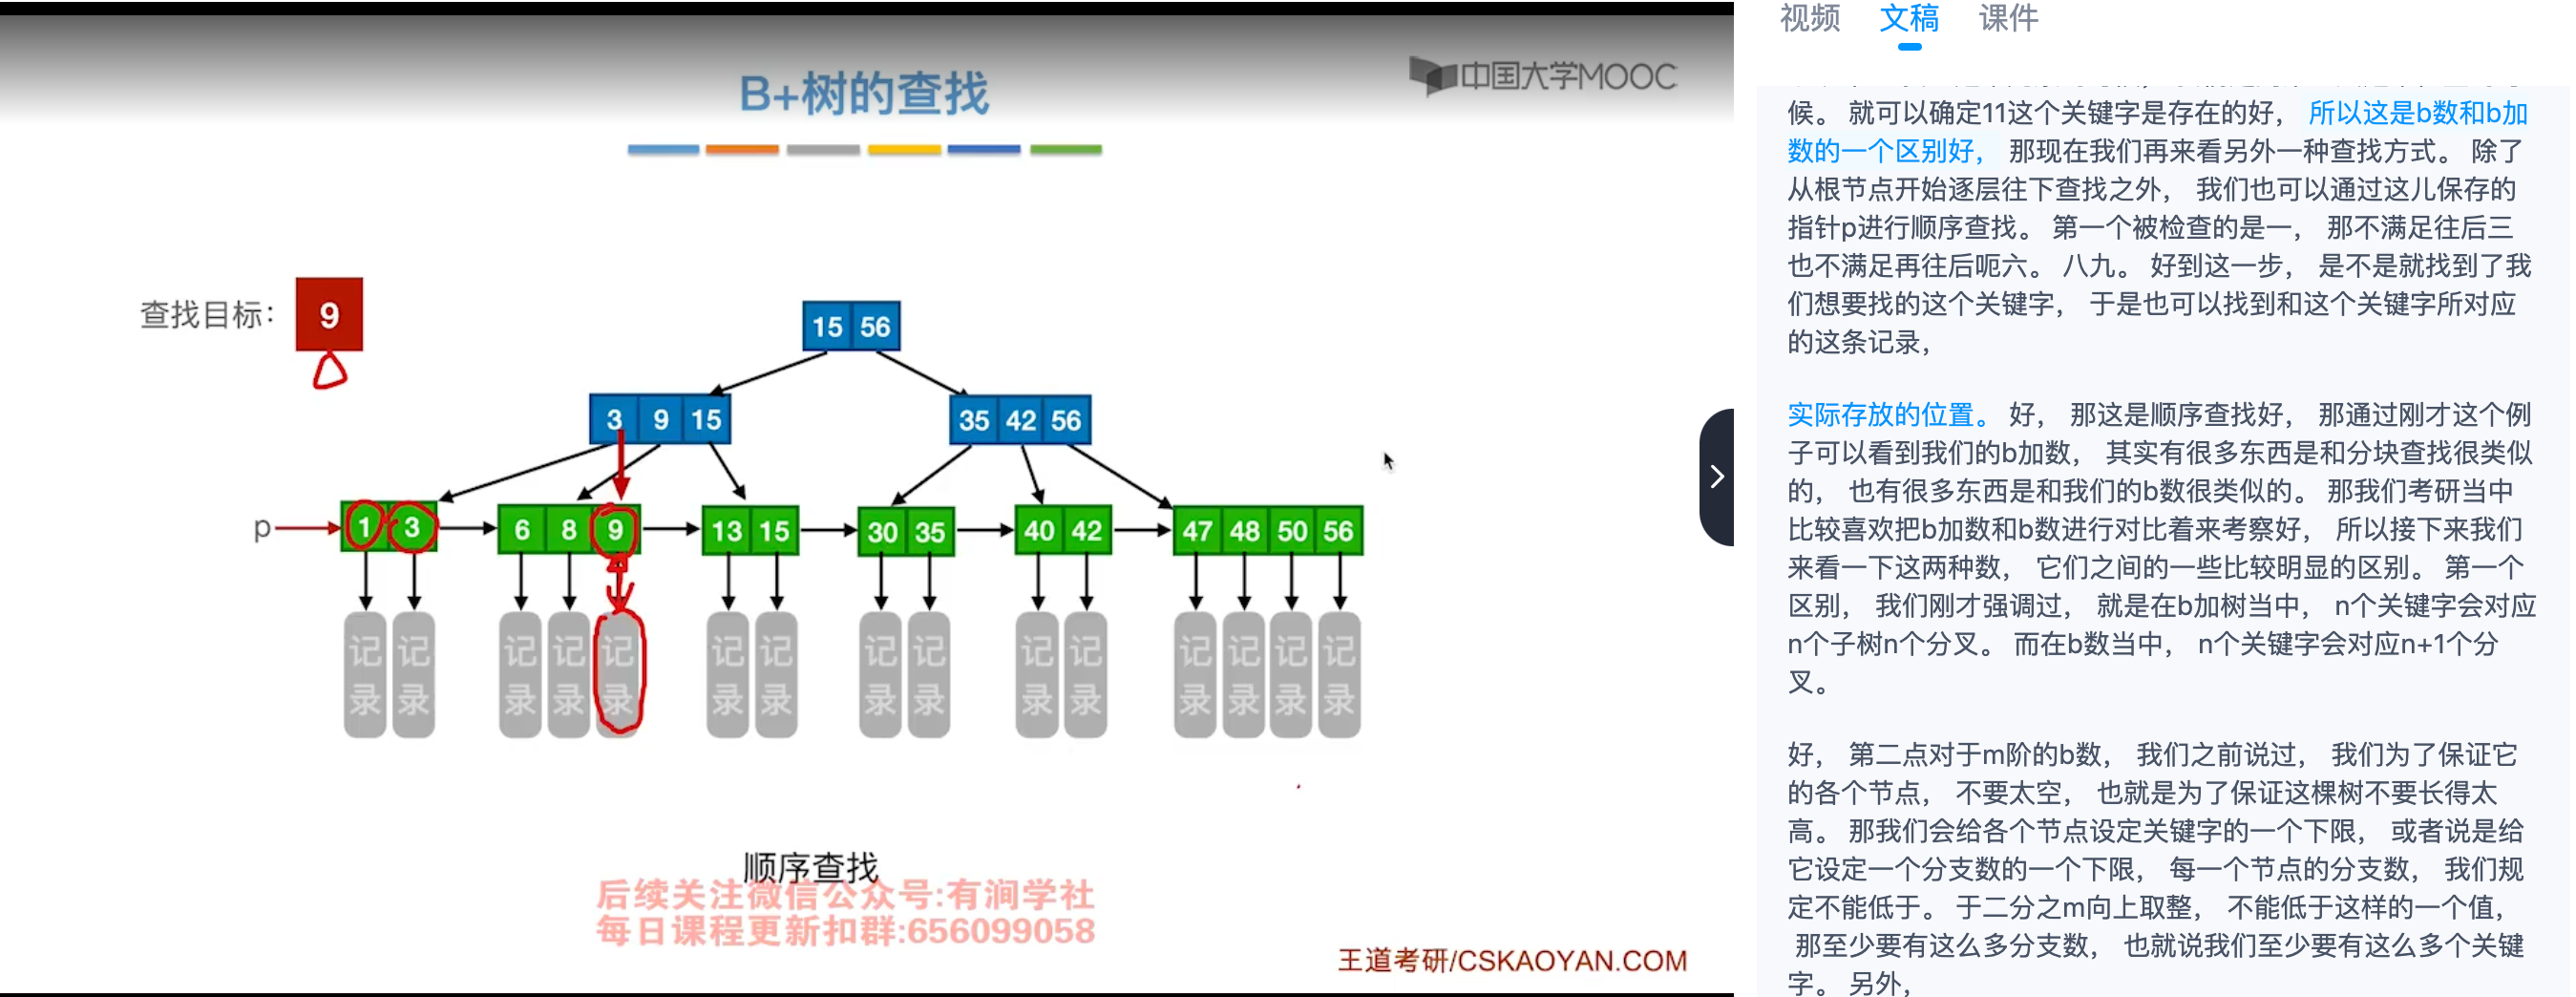 B+树的查找
中国大学MOOC
查找目标：
9
15 56
3 9 15
35 42 56
p
1 3
6 8 9
13 15
30 35
40 42
47 48 50 56
记录 记录 记录 记录 记录 记录 记录 记录 记录 记录 记录 记录 记录 记录 记录
顺序查找
后续关注微信公众号:有涧学社
每日课程更新扣群:656099058
王道考研/CSKAOYAN.COM
视频 文稿 课件
候。 就可以确定11这个关键字是存在的好， 所以这是b数和b加
数的一个区别好， 那现在我们再来看另外一种查找方式。 除了
从根节点开始逐层往下查找之外， 我们也可以通过这儿保存的
指针p进行顺序查找。 第一个被检查的是一， 那不满足往后三
也不满足再往后呃六。 八九。 好到这一步， 是不是就找到了我
们想要找的这个关键字， 于是也可以找到和这个关键字所对应
的这条记录，
实际存放的位置。 好， 那这是顺序查找好， 那通过刚才这个例
子可以看到我们的b加数， 其实有很多东西是和分块查找很类似
的， 也有很多东西是和我们的b数很类似的。 那我们考研当中
比较喜欢把b加数和b数进行对比着来考察好， 所以接下来我们
来看一下这两种数， 它们之间的一些比较明显的区别。 第一个
区别， 我们刚才强调过， 就是在b加树当中， n个关键字会对应
n个子树n个分叉。 而在b数当中， n个关键字会对应n+1个分
叉。
好， 第二点对于m阶的b数， 我们之前说过， 我们为了保证它
的各个节点， 不要太空， 也就是为了保证这棵树不要长得太
高。 那我们会给各个节点设定关键字的一个下限， 或者说是给
它设定一个分支数的一个下限， 每一个节点的分支数， 我们规
定不能低于。 于二分之m向上取整， 不能低于这样的一个值，
那至少要有这么多分支数， 也就说我们至少要有这么多个关键
字。 另外，